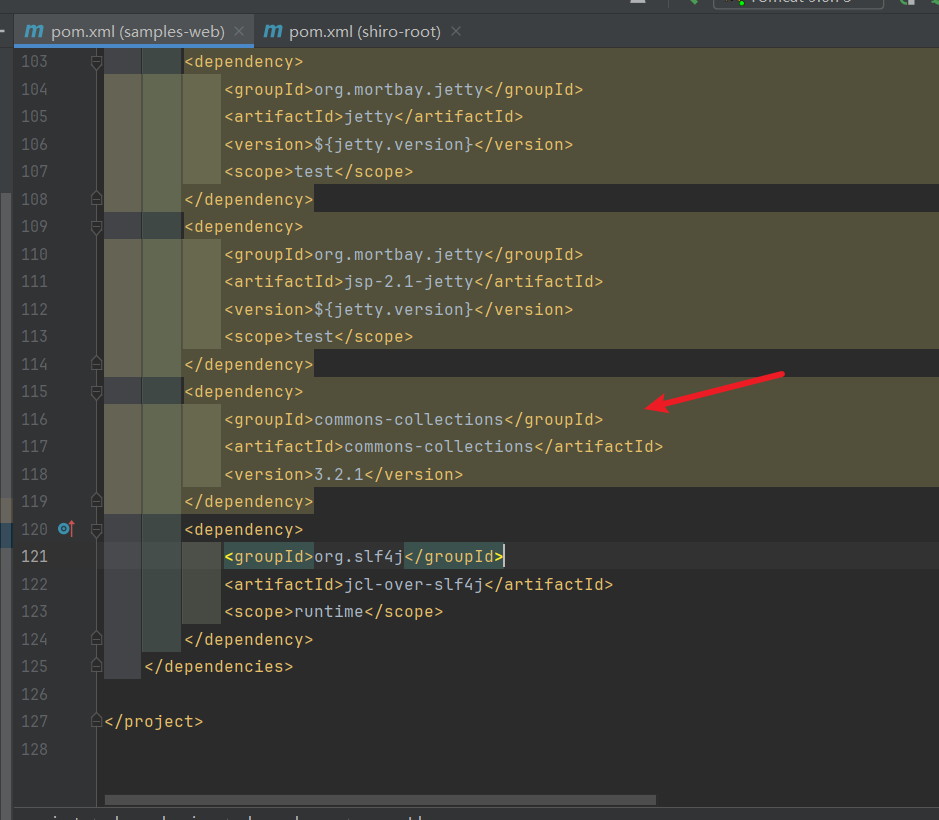 pom.xml (samples-web)
pom.xml (shiro-root)
103 <dependency>
104 <groupId>org.mortbay.jetty</groupId>
105 <artifactId>jetty</artifactId>
106 <version>${jetty.version}</version>
107 <scope>test</scope>
108 </dependency>
109 <dependency>
110 <groupId>org.mortbay.jetty</groupId>
111 <artifactId>jsp-2.1-jetty</artifactId>
112 <version>${jetty.version}</version>
113 <scope>test</scope>
114 </dependency>
115 <dependency>
116 <groupId>commons-collections</groupId>
117 <artifactId>commons-collections</artifactId>
118 <version>3.2.1</version>
119 </dependency>
120 <dependency>
121 <groupId>org.slf4j</groupId>
122 <artifactId>jcl-over-slf4j</artifactId>
123 <scope>runtime</scope>
124 </dependency>
125 </dependencies>
126
127 </project>
128